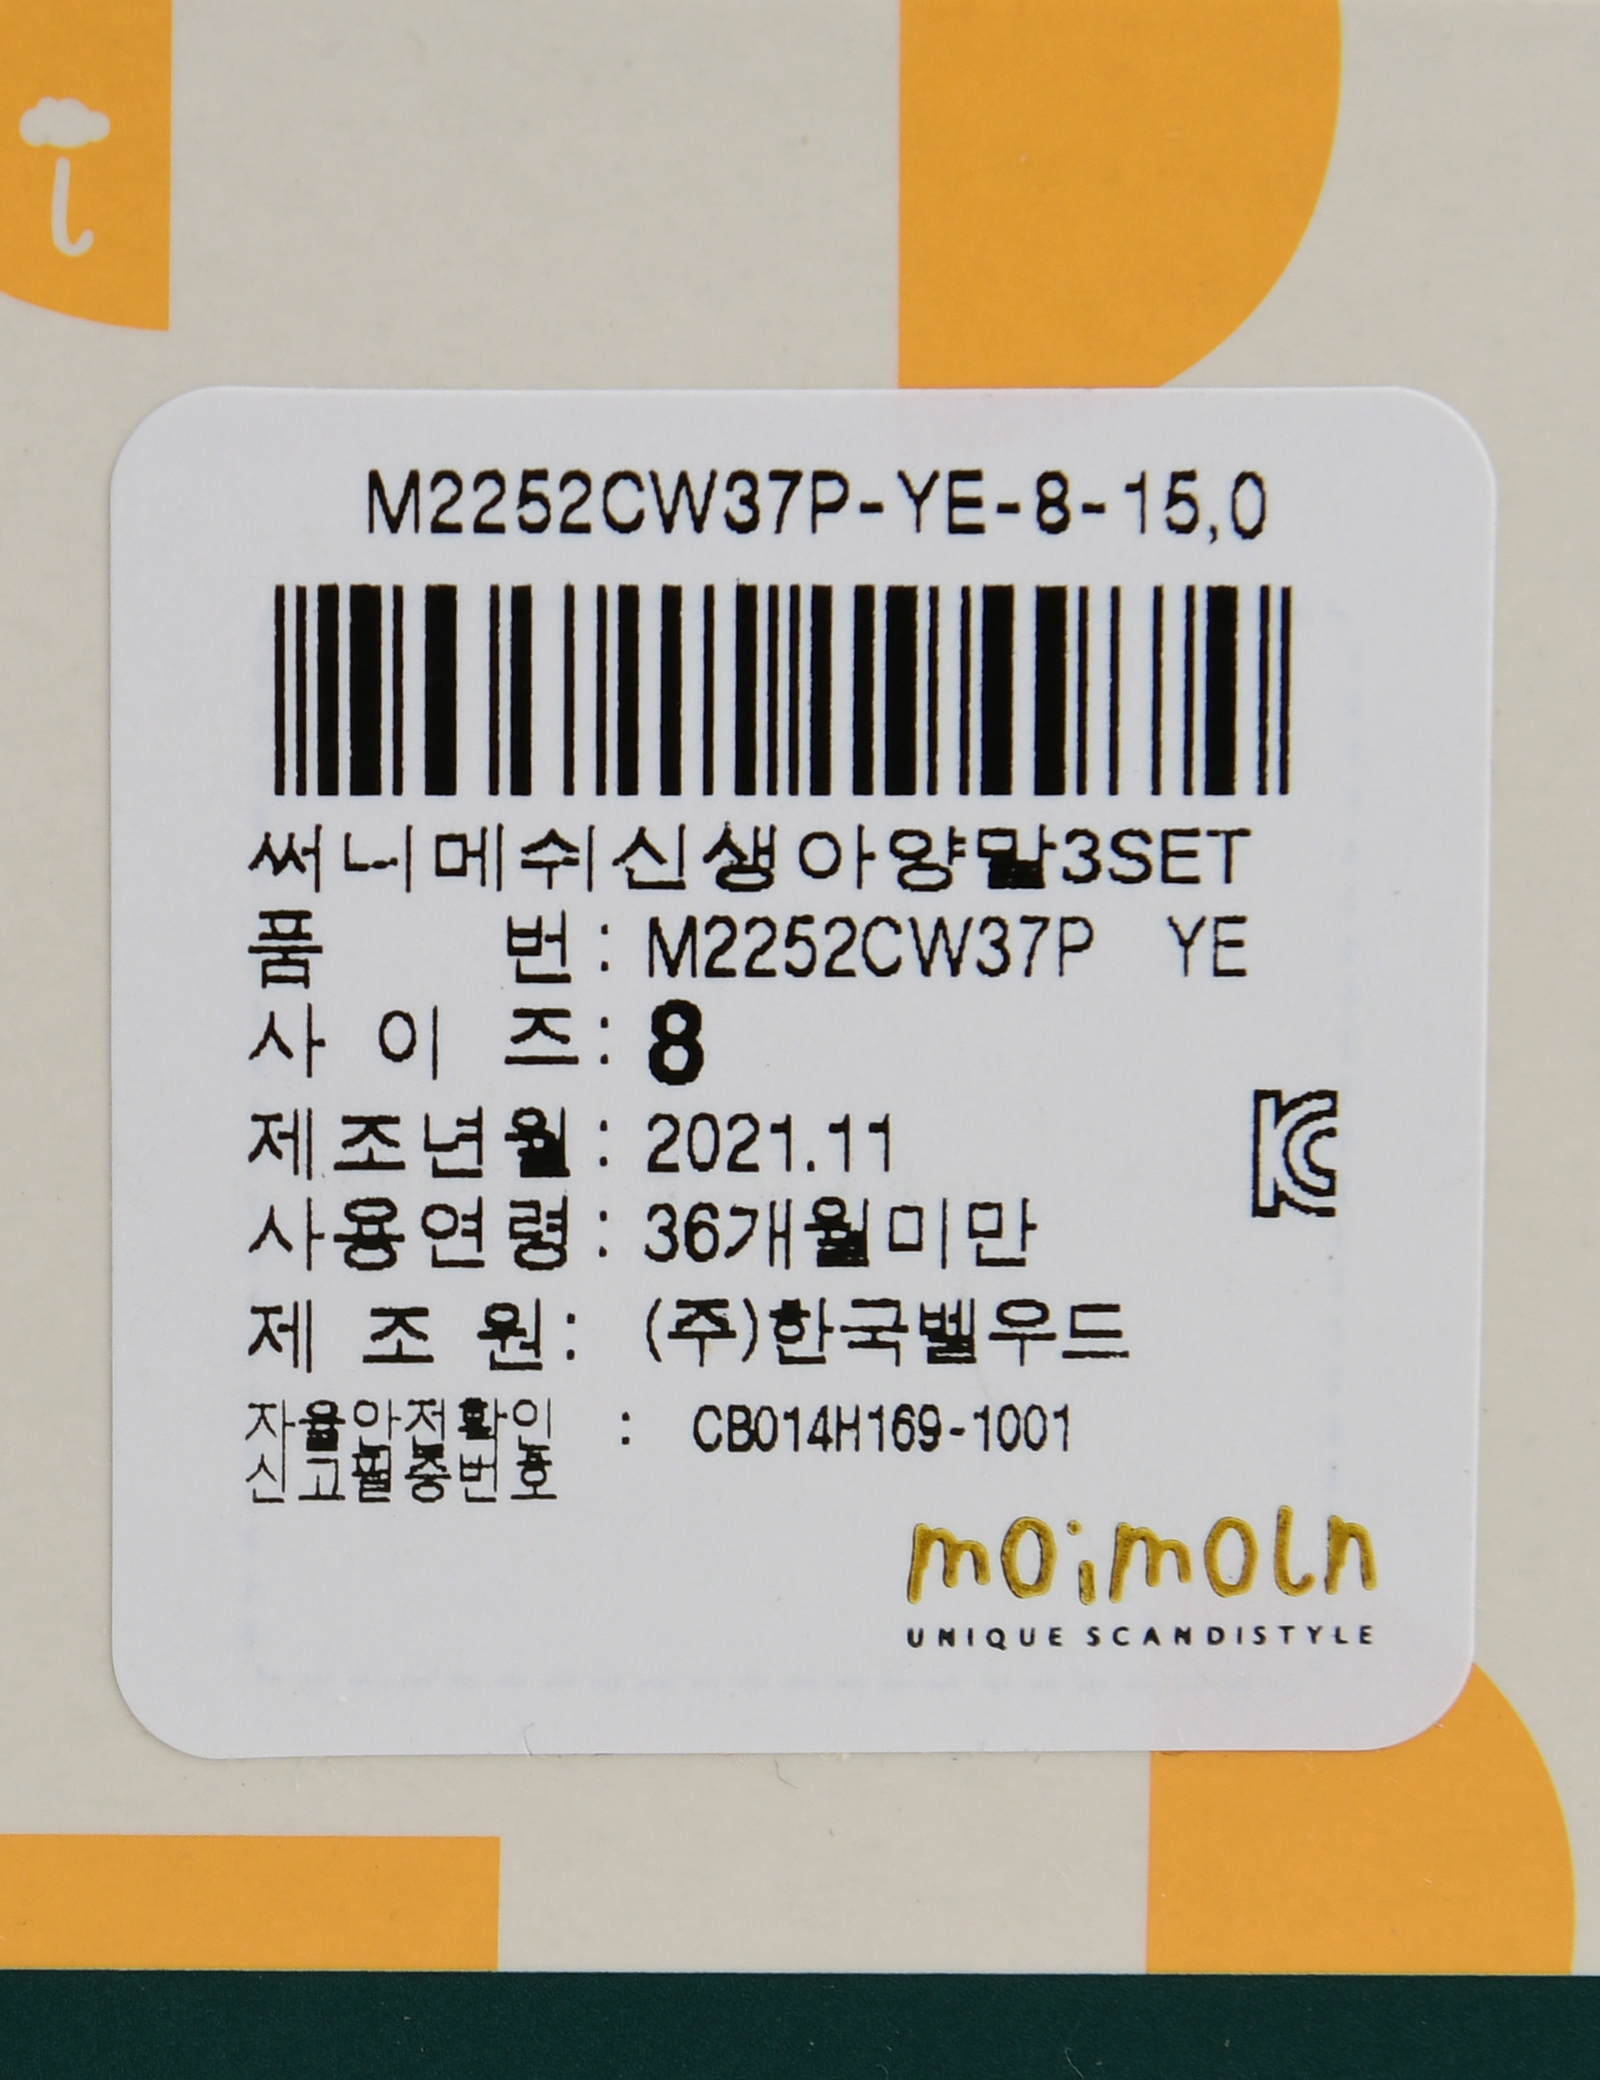 M2252CW37P-YE-8-15,0
써니메쉬신생아양말3SET
품 번 : M2252CW37P YE
사 이 즈 : 8
제조년월 : 2021.11
사용연령 : 36개월미만
제 조 원 : (주)한국벨우드
자율안전확인 : CB014H169-1001
신고필증번호
KC
moimoln
UNIQUE SCANDISTYLE